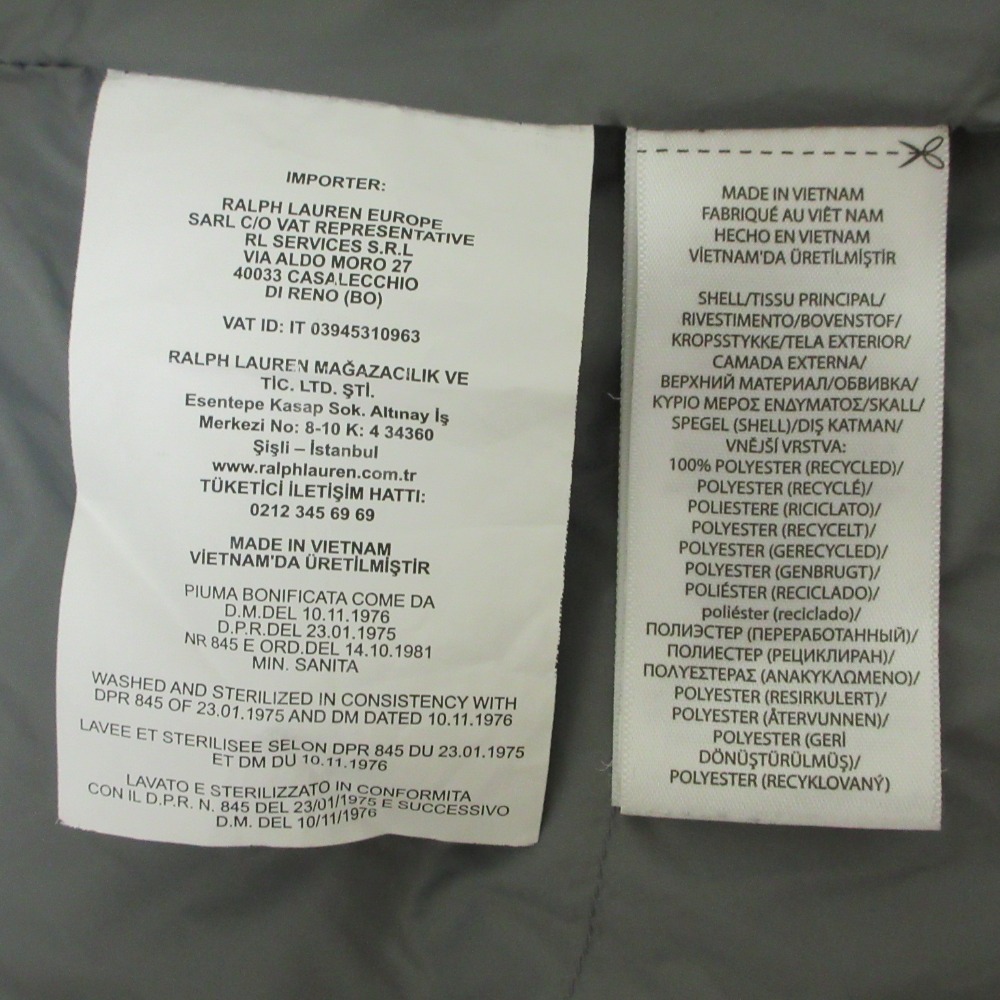 IMPORTER:
RALPH LAUREN EUROPE
SARL C/O VAT REPRESENTATIVE
RL SERVICES S.R.L
VIA ALDO MORO 27
40033 CASALECCHIO
DI RENO (BO)
VAT ID: IT 03945310963
RALPH LAUREN MAĞAZACILIK VE
TİC. LTD. ŞTİ.
Esentepe Kasap Sok. Altınay İş
Merkezi No: 8-10 K: 4 34360
Şişli – İstanbul
www.ralphlauren.com.tr
TÜKETİCİ İLETİŞİM HATTI:
0212 345 69 69
MADE IN VIETNAM
VİETNAM'DA ÜRETİLMİŞTİR
PIUMA BONIFICATA COME DA
D.M.DEL 10.11.1976
D.P.R.DEL 23.01.1975
NR 845 E ORD.DEL 14.10.1981
MIN. SANITA
WASHED AND STERILIZED IN CONSISTENCY WITH
DPR 845 OF 23.01.1975 AND DM DATED 10.11.1976
LAVEE ET STERILISEE SELON DPR 845 DU 23.01.1975
ET DM DU 10.11.1976
LAVATO E STERILIZZATO IN CONFORMITA
CON IL D.P.R. N. 845 DEL 23/01/1975 E SUCCESSIVO
D.M. DEL 10/11/1976
MADE IN VIETNAM
FABRIQUÉ AU VIÊT NAM
HECHO EN VIETNAM
VİETNAM'DA ÜRETİLMİŞTİR
SHELL/TISSU PRINCIPAL/
RIVESTIMENTO/BOVENSTOF/
KROPSSTYKKE/TELA EXTERIOR/
CAMADA EXTERNA/
ВЕРХНИЙ МАТЕРИАЛ/ОБВИВКА/
ΚΥΡΙΟ ΜΕΡΟΣ ΕΝΔΥΜΑΤΟΣ/SKALL/
SPEGEL (SHELL)/DIŞ KATMAN/
VNĚJŠÍ VRSTVA:
100% POLYESTER (RECYCLED)/
POLYESTER (RECYCLÉ)/
POLIESTERE (RICICLATO)/
POLYESTER (RECYCELT)/
POLYESTER (GERECYCLED)/
POLYESTER (GENBRUGT)/
POLIÉSTER (RECICLADO)/
poliéster (reciclado)/
ПОЛИЭСТЕР (ПЕРЕРАБОТАННЫЙ)/
ПОЛИЕСТЕР (РЕЦИКЛИРАН)/
ΠΟΛΥΕΣΤΕΡΑΣ (ΑΝΑΚΥΚΛΩΜΕΝΟ)/
POLYESTER (RESIRKULERT)/
POLYESTER (ÅTERVUNNEN)/
POLYESTER (GERİ
DÖNÜŞTÜRÜLMÜŞ)/
POLYESTER (RECYKLOVANÝ)